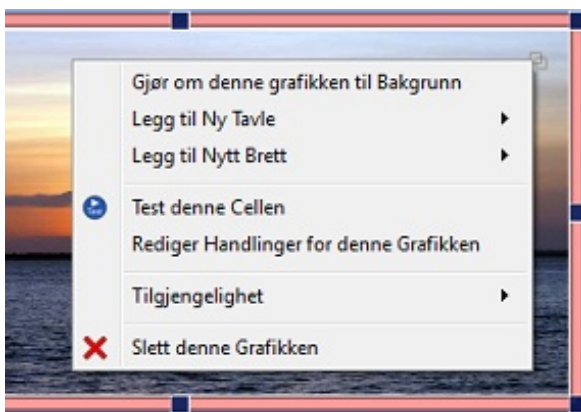 Gjør om denne grafikken til Bakgrunn
Legg til Ny Tavle
Legg til Nytt Brett
Test denne Cellen
Rediger Handlinger for denne Grafikken
Tilgjengelighet
Slett denne Grafikken